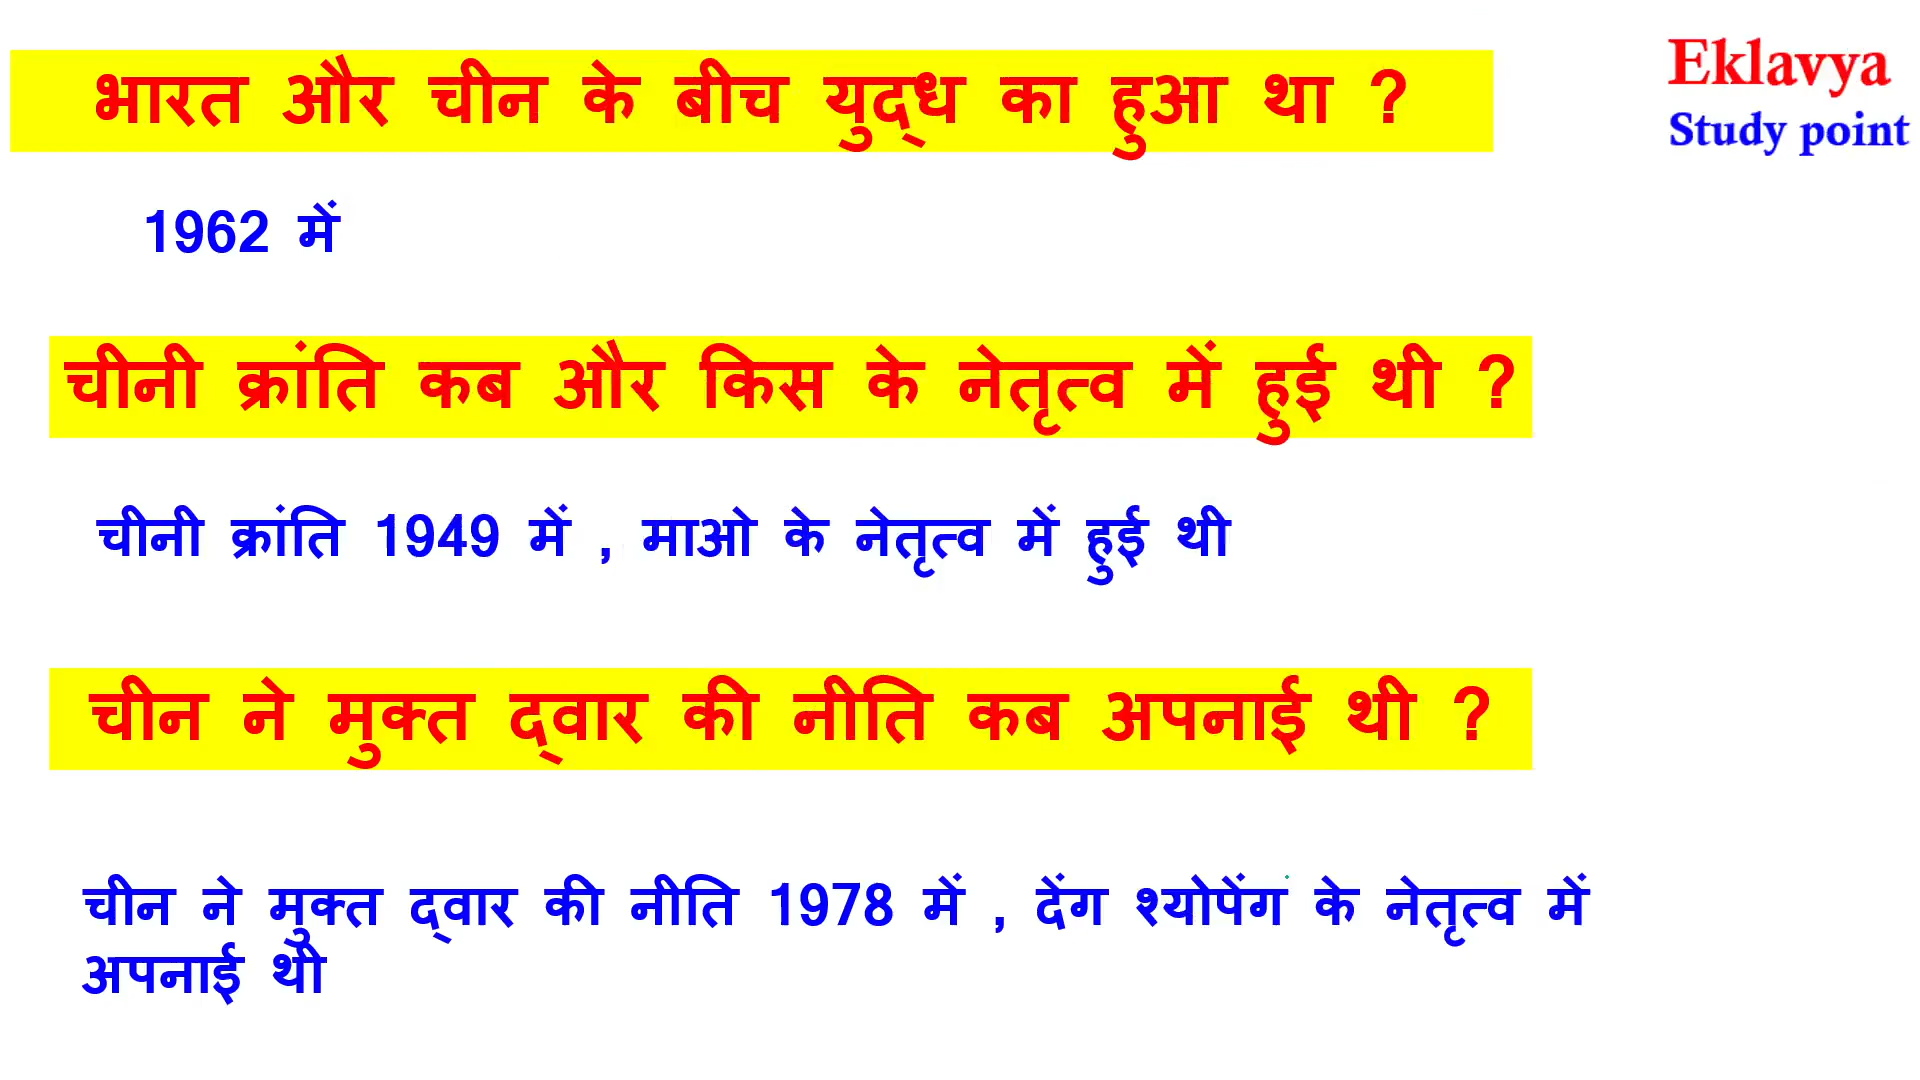 भारत और चीन के बीच युद्ध का हुआ था ?
Eklavya
Study point
1962 में
चीनी क्रांति कब और किस के नेतृत्व में हुई थी ?
चीनी क्रांति 1949 में , माओ के नेतृत्व में हुई थी
चीन ने मुक्त द्वार की नीति कब अपनाई थी ?
चीन ने मुक्त द्वार की नीति 1978 में , देंग श्योपेंग के नेतृत्व में
अपनाई थी